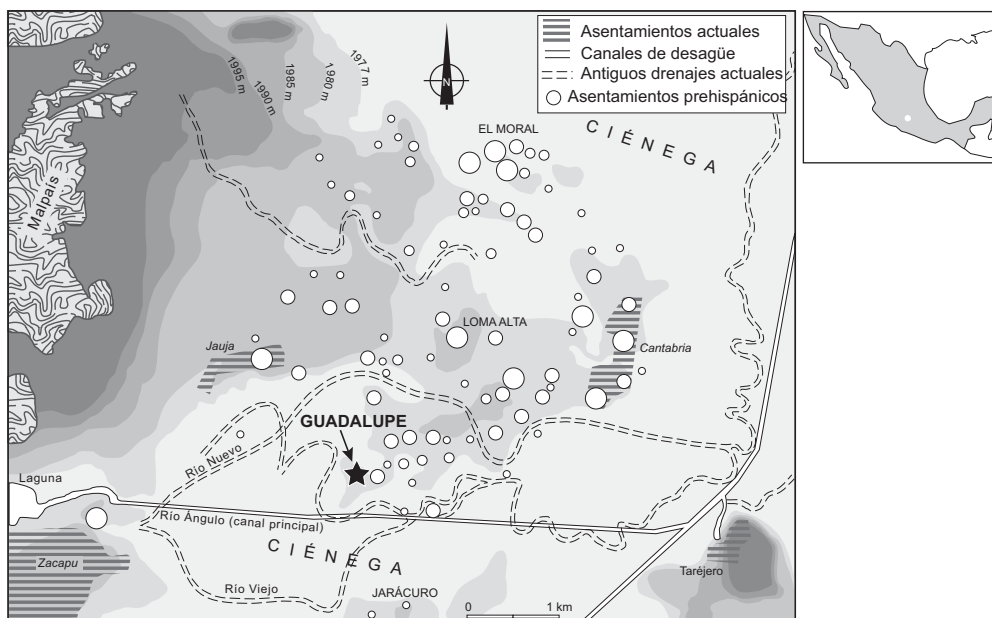 Asentamientos actuales
Canales de desagüe
Antiguos drenajes actuales
Asentamientos prehispánicos
1995 m
1990 m
1985 m
1980 m
1977 m
N
EL MORAL
CIÉNEGA
Malpaís
LOMA ALTA
Jauja
Cantabria
GUADALUPE
Río Nuevo
Laguna
Río Ángulo (canal principal)
CIÉNEGA
Zacapu
Taréjero
Río Viejo
JARÁCURO
0 1 km